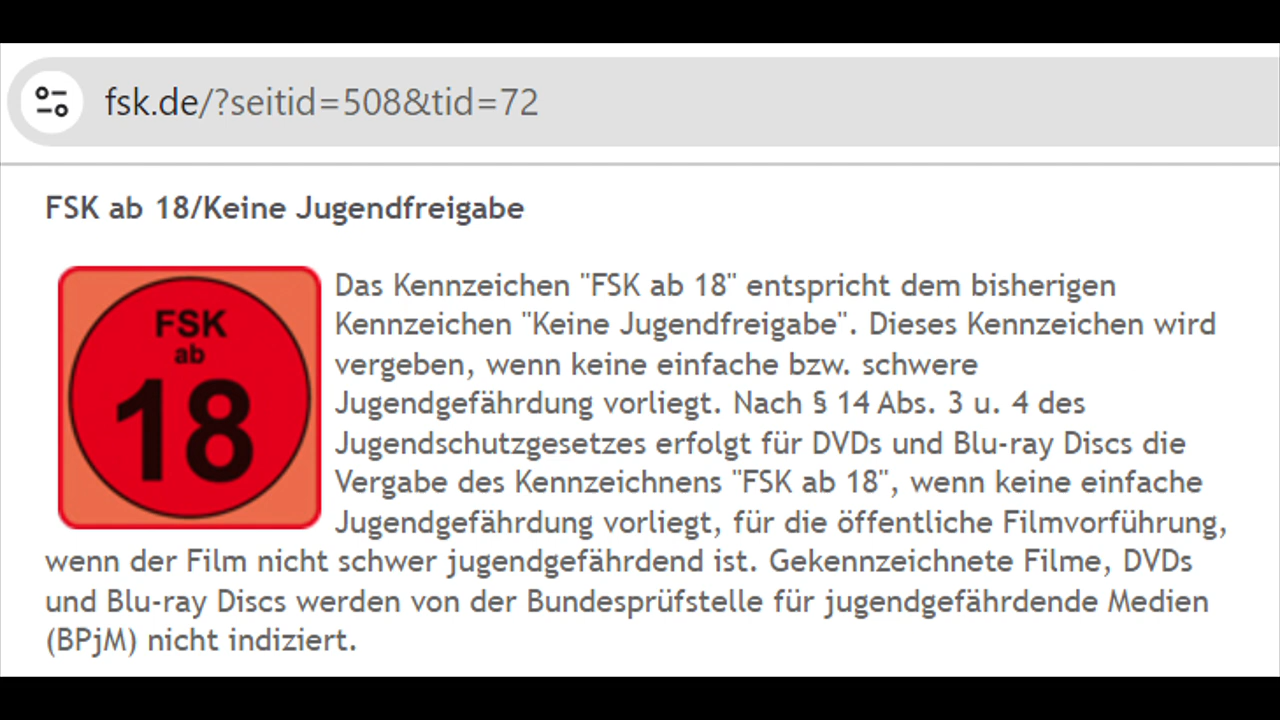 fsk.de/?seitid=508&tid=72
FSK ab 18/Keine Jugendfreigabe
FSK
ab
18
Das Kennzeichen "FSK ab 18" entspricht dem bisherigen
Kennzeichen "Keine Jugendfreigabe". Dieses Kennzeichen wird
vergeben, wenn keine einfache bzw. schwere
Jugendgefährdung vorliegt. Nach § 14 Abs. 3 u. 4 des
Jugendschutzgesetzes erfolgt für DVDs und Blu-ray Discs die
Vergabe des Kennzeichnens "FSK ab 18", wenn keine einfache
Jugendgefährdung vorliegt, für die öffentliche Filmvorführung,
wenn der Film nicht schwer jugendgefährdend ist. Gekennzeichnete Filme, DVDs
und Blu-ray Discs werden von der Bundesprüfstelle für jugendgefährdende Medien
(BPjM) nicht indiziert.